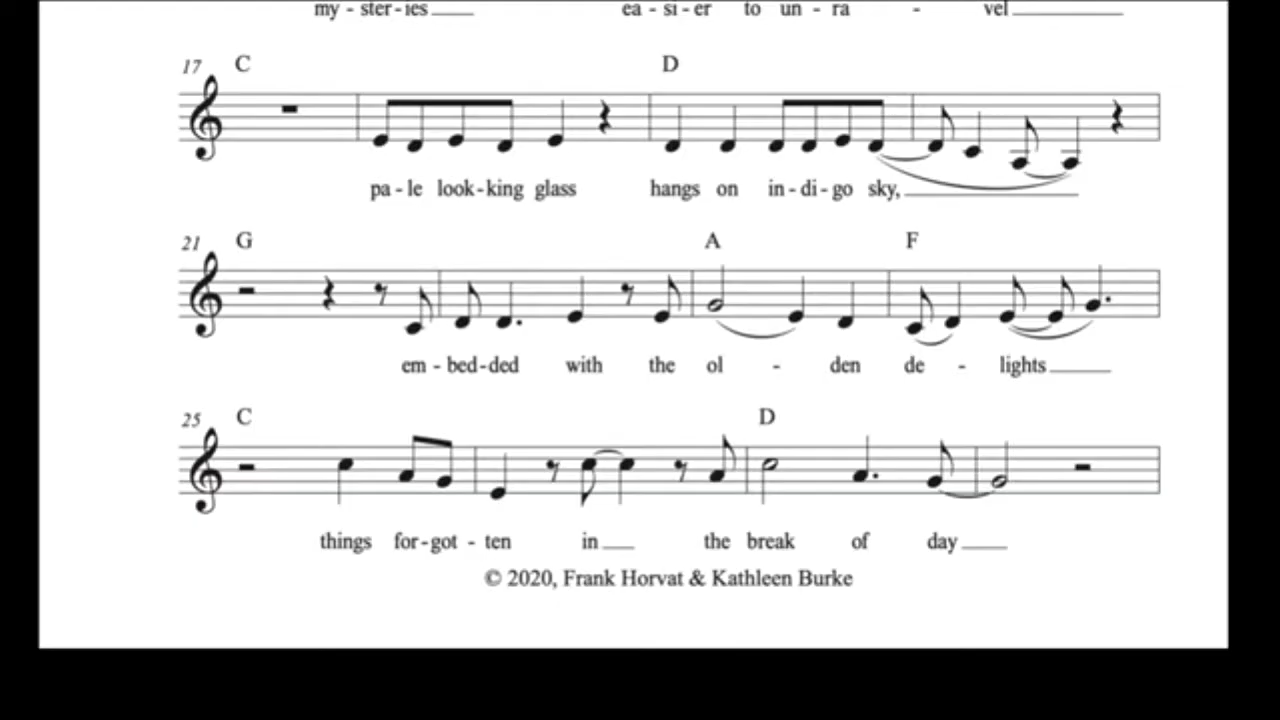 my - ster - ies ea - si - er to un - ra - vel
17 C D
pa - le look - king glass hangs on in - di - go sky,
21 G A F
em - bed - ded with the ol - den de - lights
25 C D
things for - got - ten in the break of day
© 2020, Frank Horvat & Kathleen Burke